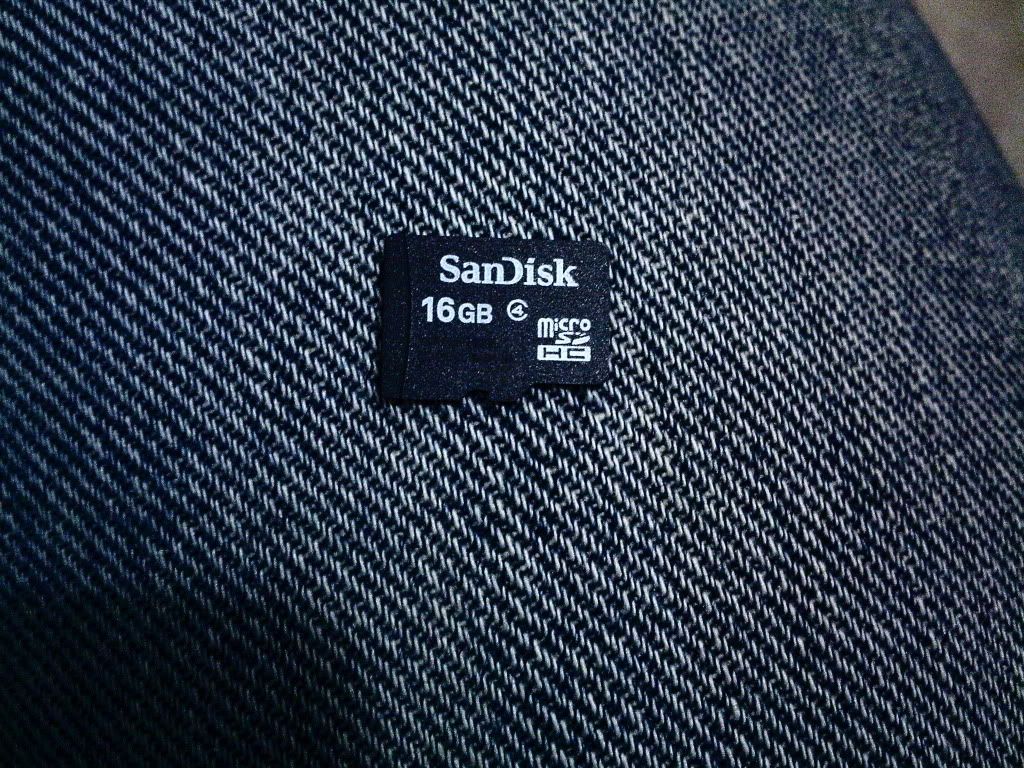 SanDisk
16GB 4
micro
SD
HC